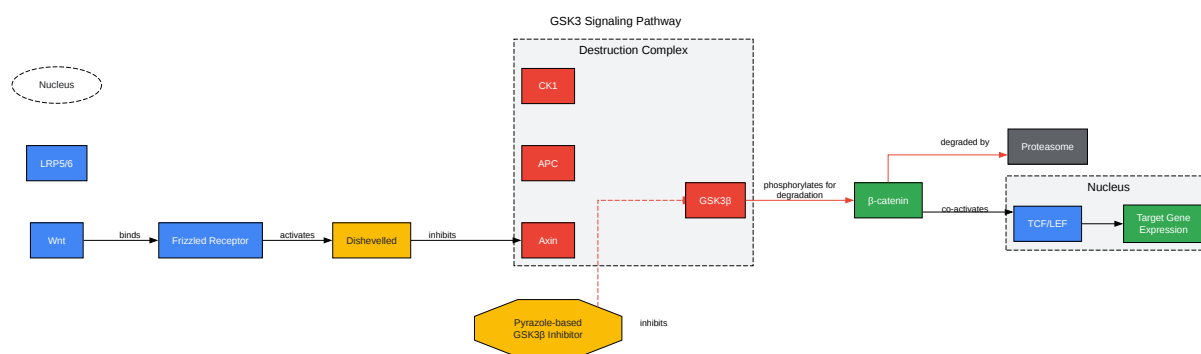 GSK3 Signaling Pathway
Destruction Complex
Nucleus
CK1
LRP5/6
APC
GSK3β
phosphorylates for
degradation
β-catenin
degraded by
Proteasome
Nucleus
co-activates
TCF/LEF
Target Gene
Expression
Wnt
binds
Frizzled Receptor
activates
Dishevelled
inhibits
Axin
Pyrazole-based
GSK3β Inhibitor
inhibits